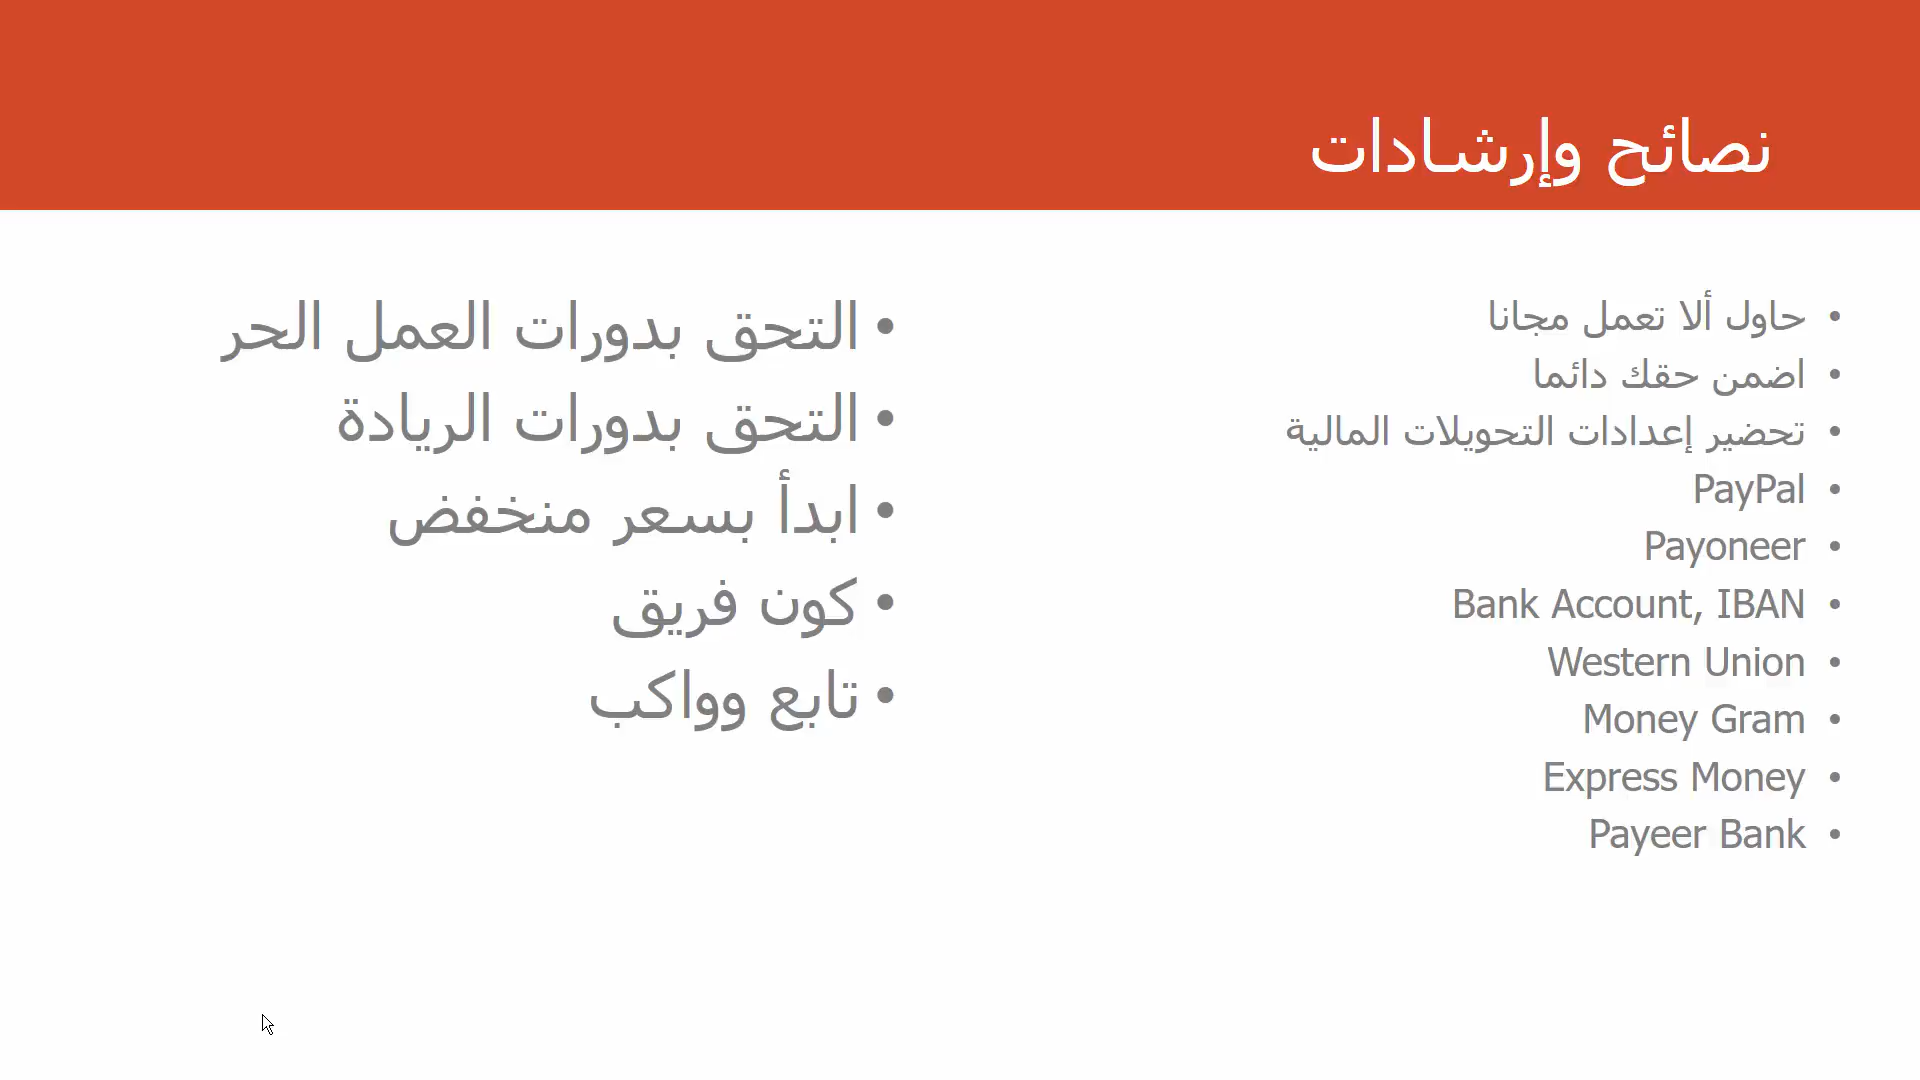 نصائح وإرشادات
حاول ألا تعمل مجانا
اضمن حقك دائما
تحضير إعدادات التحويلات المالية
PayPal
Payoneer
Bank Account, IBAN
Western Union
Money Gram
Express Money
Payeer Bank
التحق بدورات العمل الحر
التحق بدورات الريادة
ابدأ بسعر منخفض
كون فريق
تابع وواكب